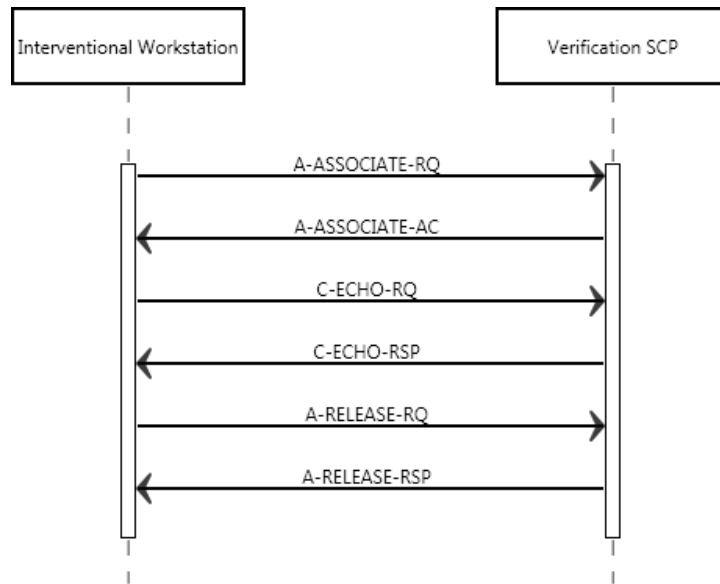 Interventional Workstation
Verification SCP
A-ASSOCIATE-RQ
A-ASSOCIATE-AC
C-ECHO-RQ
C-ECHO-RSP
A-RELEASE-RQ
A-RELEASE-RSP